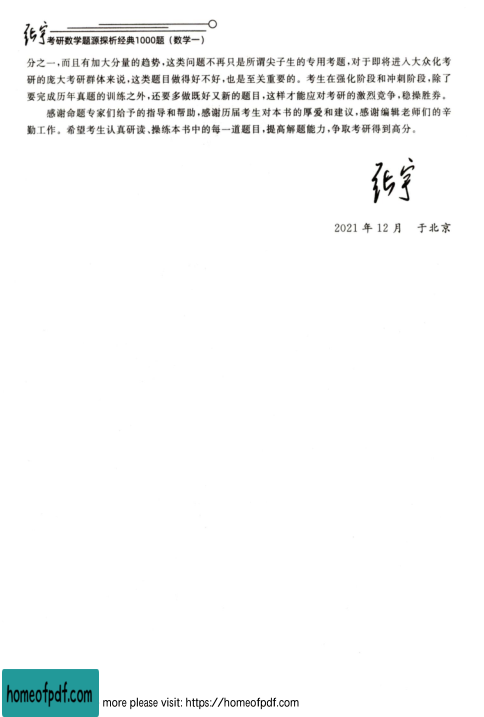 张宇考研数学题源探析经典1000题（数学一）
分之一，而且有加大分量的趋势，这类问题不再只是所谓尖子生的专用考题，对于即将进入大众化考
研的庞大考研群体来说，这类题目做得好不好，也是至关重要的。考生在强化阶段和冲刺阶段，除了
要完成历年真题的训练之外，还要多做既好又新的题目，这样才能应对考研的激烈竞争，稳操胜券。
感谢命题专家们给予的指导和帮助，感谢历届考生对本书的厚爱和建议，感谢编辑老师们的辛
勤工作。希望考生认真研读、操练本书中的每一道题目，提高解题能力，争取考研得到高分。
张宇
2021 年 12 月　于北京
homeofpdf.com
more please visit: https://homeofpdf.com